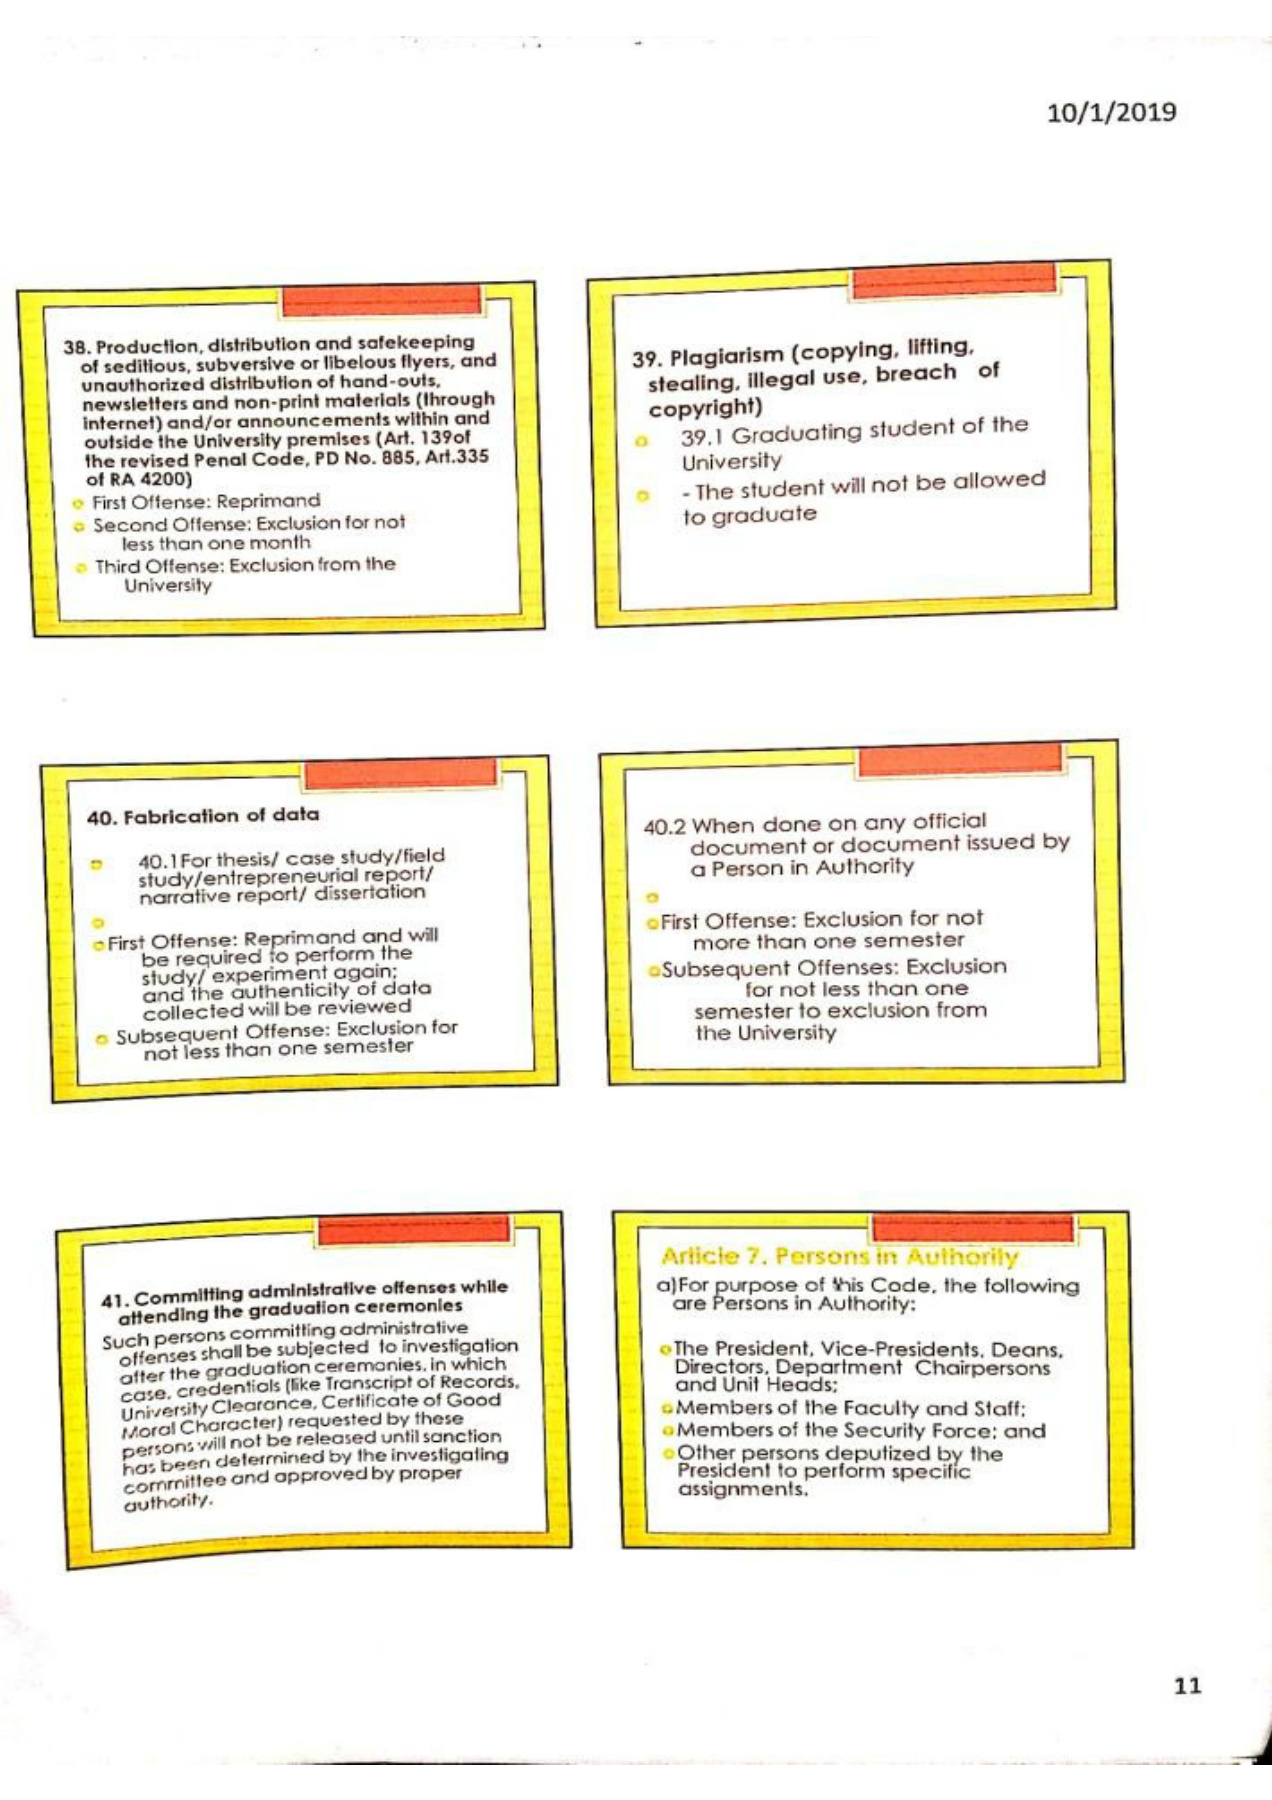 10/1/2019
38. Production, distribution and safekeeping
of seditious, subversive or libelous flyers, and
unauthorized distribution of hand-outs,
newsletters and non-print materials (through
internet) and/or announcements within and
outside the University premises (Art. 139of
the revised Penal Code, PD No. 885, Art.335
of RA 4200)
First Offense: Reprimand
Second Offense: Exclusion for not
less than one month
Third Offense: Exclusion from the
University
39. Plagiarism (copying, lifting,
stealing, illegal use, breach of
copyright)
39.1 Graduating student of the
University
- The student will not be allowed
to graduate
40. Fabrication of data
40.1For thesis/ case study/field
study/entrepreneurial report/
narrative report/ dissertation
First Offense: Reprimand and will
be required to perform the
study/ experiment again;
and the authenticity of data
collected will be reviewed
Subsequent Offense: Exclusion for
not less than one semester
40.2 When done on any official
document or document issued by
a Person in Authority
First Offense: Exclusion for not
more than one semester
Subsequent Offenses: Exclusion
for not less than one
semester to exclusion from
the University
41. Committing administrative offenses while
attending the graduation ceremonies
Such persons committing administrative
offenses shall be subjected to investigation
after the graduation ceremonies, in which
case, credentials (like Transcript of Records,
University Clearance, Certificate of Good
Moral Character) requested by these
persons will not be released until sanction
has been determined by the investigating
committee and approved by proper
authority.
Article 7. Persons in Authority
a)For purpose of this Code, the following
are Persons in Authority:
The President, Vice-Presidents, Deans,
Directors, Department Chairpersons
and Unit Heads;
Members of the Faculty and Staff;
Members of the Security Force; and
Other persons deputized by the
President to perform specific
assignments.
11